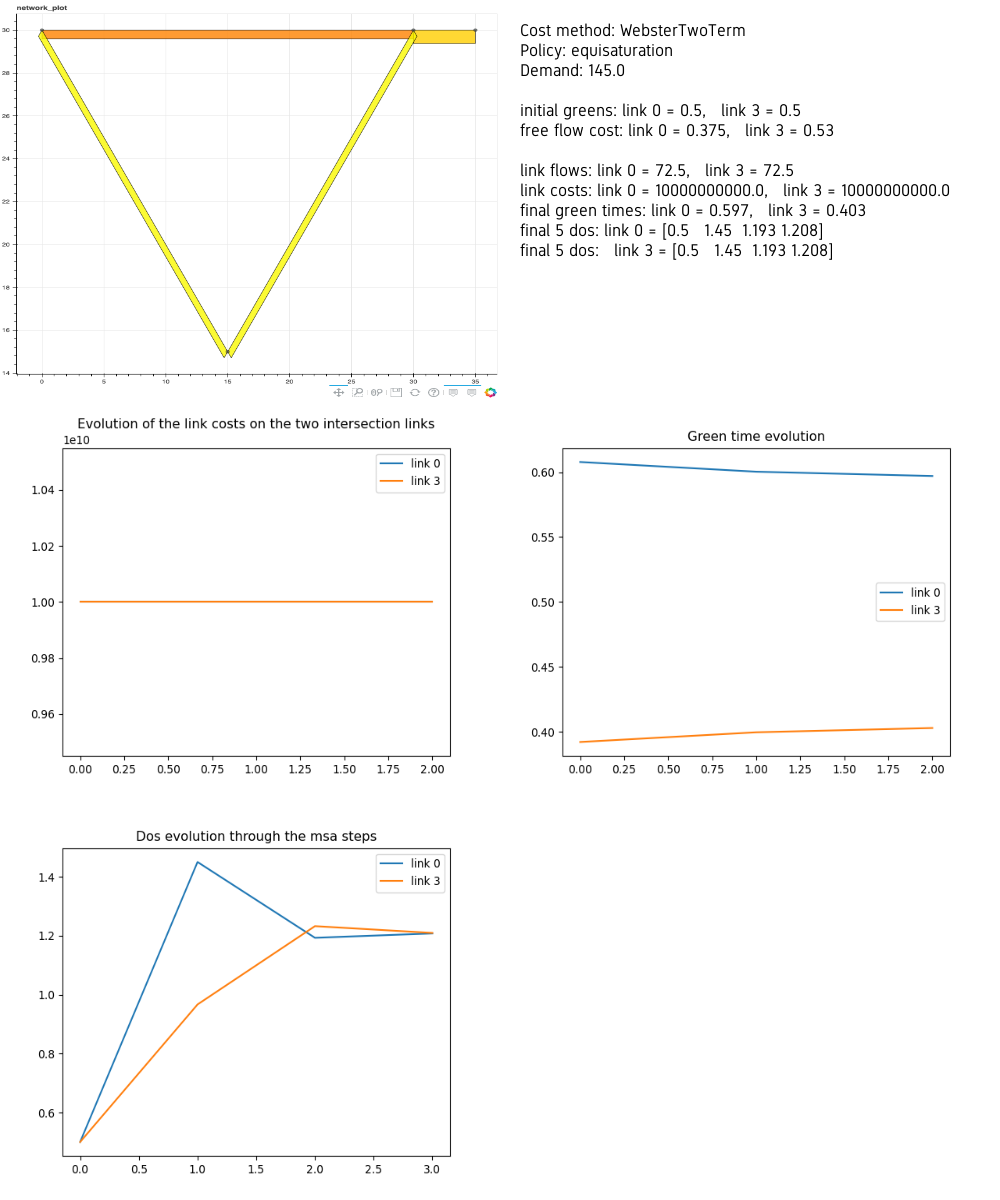 network_plot
30
28
26
24
22
20
18
16
14
0
5
10
15
20
25
30
35
Cost method: WebsterTwoTerm
Policy: equisaturation
Demand: 145.0
initial greens: link 0 = 0.5, link 3 = 0.5
free flow cost: link 0 = 0.375, link 3 = 0.53
link flows: link 0 = 72.5, link 3 = 72.5
link costs: link 0 = 10000000000.0, link 3 = 10000000000.0
final green times: link 0 = 0.597, link 3 = 0.403
final 5 dos: link 0 = [0.5 1.45 1.193 1.208]
final 5 dos: link 3 = [0.5 1.45 1.193 1.208]
Evolution of the link costs on the two intersection links
1e10
link 0
link 3
1.04
1.02
1.00
0.98
0.96
0.00 0.25 0.50 0.75 1.00 1.25 1.50 1.75 2.00
Green time evolution
0.60
0.55
0.50
0.45
0.40
link 0
link 3
0.00 0.25 0.50 0.75 1.00 1.25 1.50 1.75 2.00
Dos evolution through the msa steps
link 0
link 3
1.4
1.2
1.0
0.8
0.6
0.0 0.5 1.0 1.5 2.0 2.5 3.0